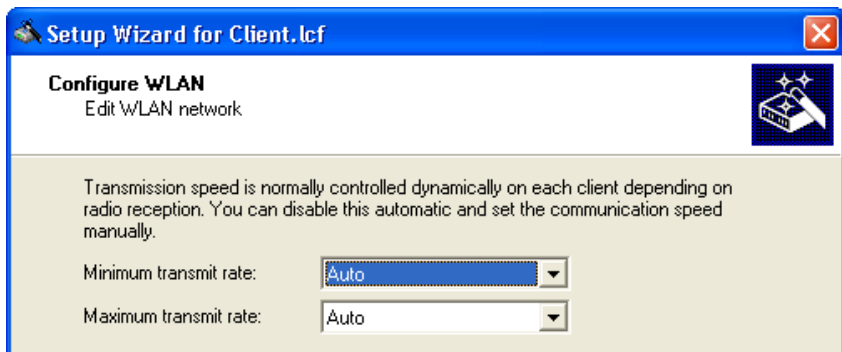 Setup Wizard for Client.lcf
Configure WLAN
Edit WLAN network
Transmission speed is normally controlled dynamically on each client depending on
radio reception. You can disable this automatic and set the communication speed
manually.
Minimum transmit rate: Auto
Maximum transmit rate: Auto